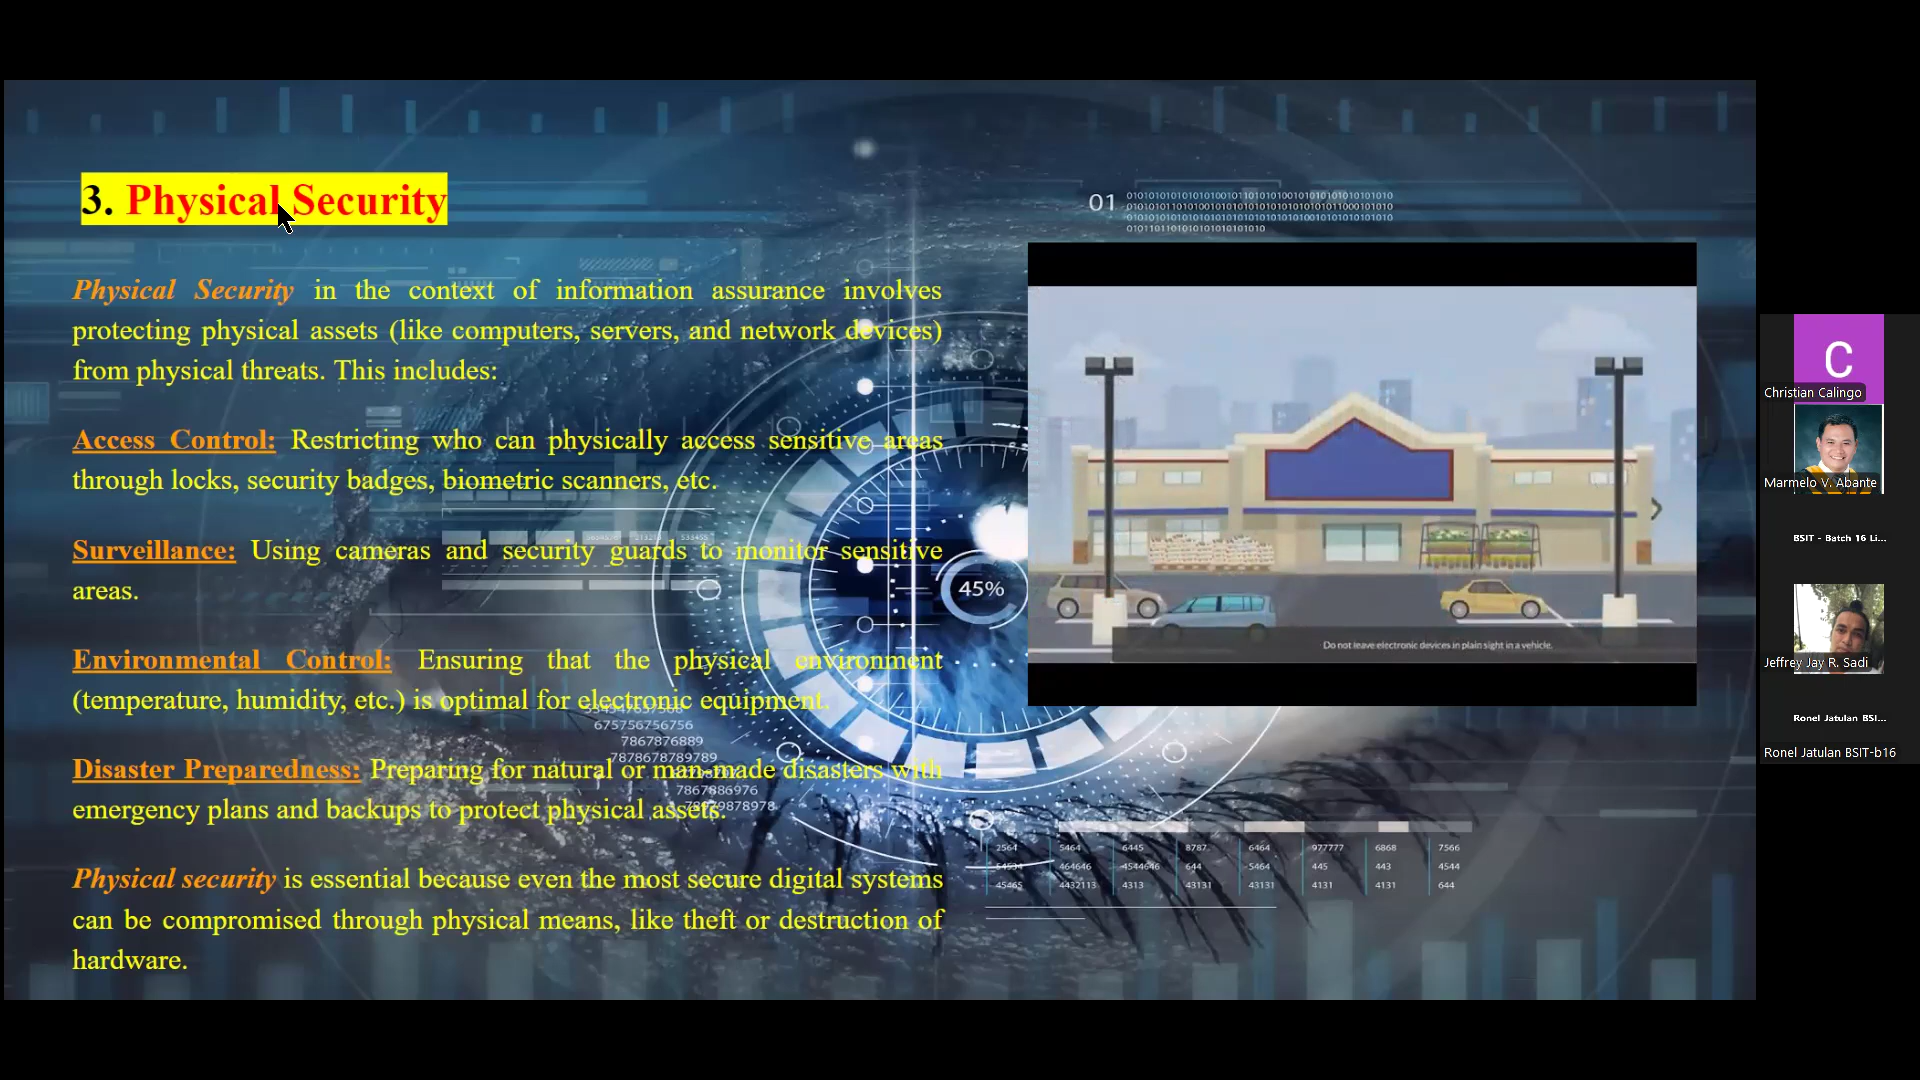 3. Physical Security
Physical Security in the context of information assurance involves
protecting physical assets (like computers, servers, and network devices)
from physical threats. This includes:
Access Control: Restricting who can physically access sensitive areas
through locks, security badges, biometric scanners, etc.
Surveillance: Using cameras and security guards to monitor sensitive
areas.
Environmental Control: Ensuring that the physical environment
(temperature, humidity, etc.) is optimal for electronic equipment.
Disaster Preparedness: Preparing for natural or man-made disasters with
emergency plans and backups to protect physical assets.
Physical security is essential because even the most secure digital systems
can be compromised through physical means, like theft or destruction of
hardware.
01
45%
Do not leave electronic devices in plain sight in a vehicle.
675756756756
7867876889
7878678789789
7867886976
2564 5464 6445 8787 6464 977777 6868 7566
464646 4544646 644 5464 445 443 4544
45465 4432113 4313 43131 43131 4131 4131 644
C
Christian Calingo
Marmelo V. Abante
BSIT - Batch 16 Li...
Jeffrey Jay R. Sadi
Ronel Jatulan BSI...
Ronel Jatulan BSIT-b16